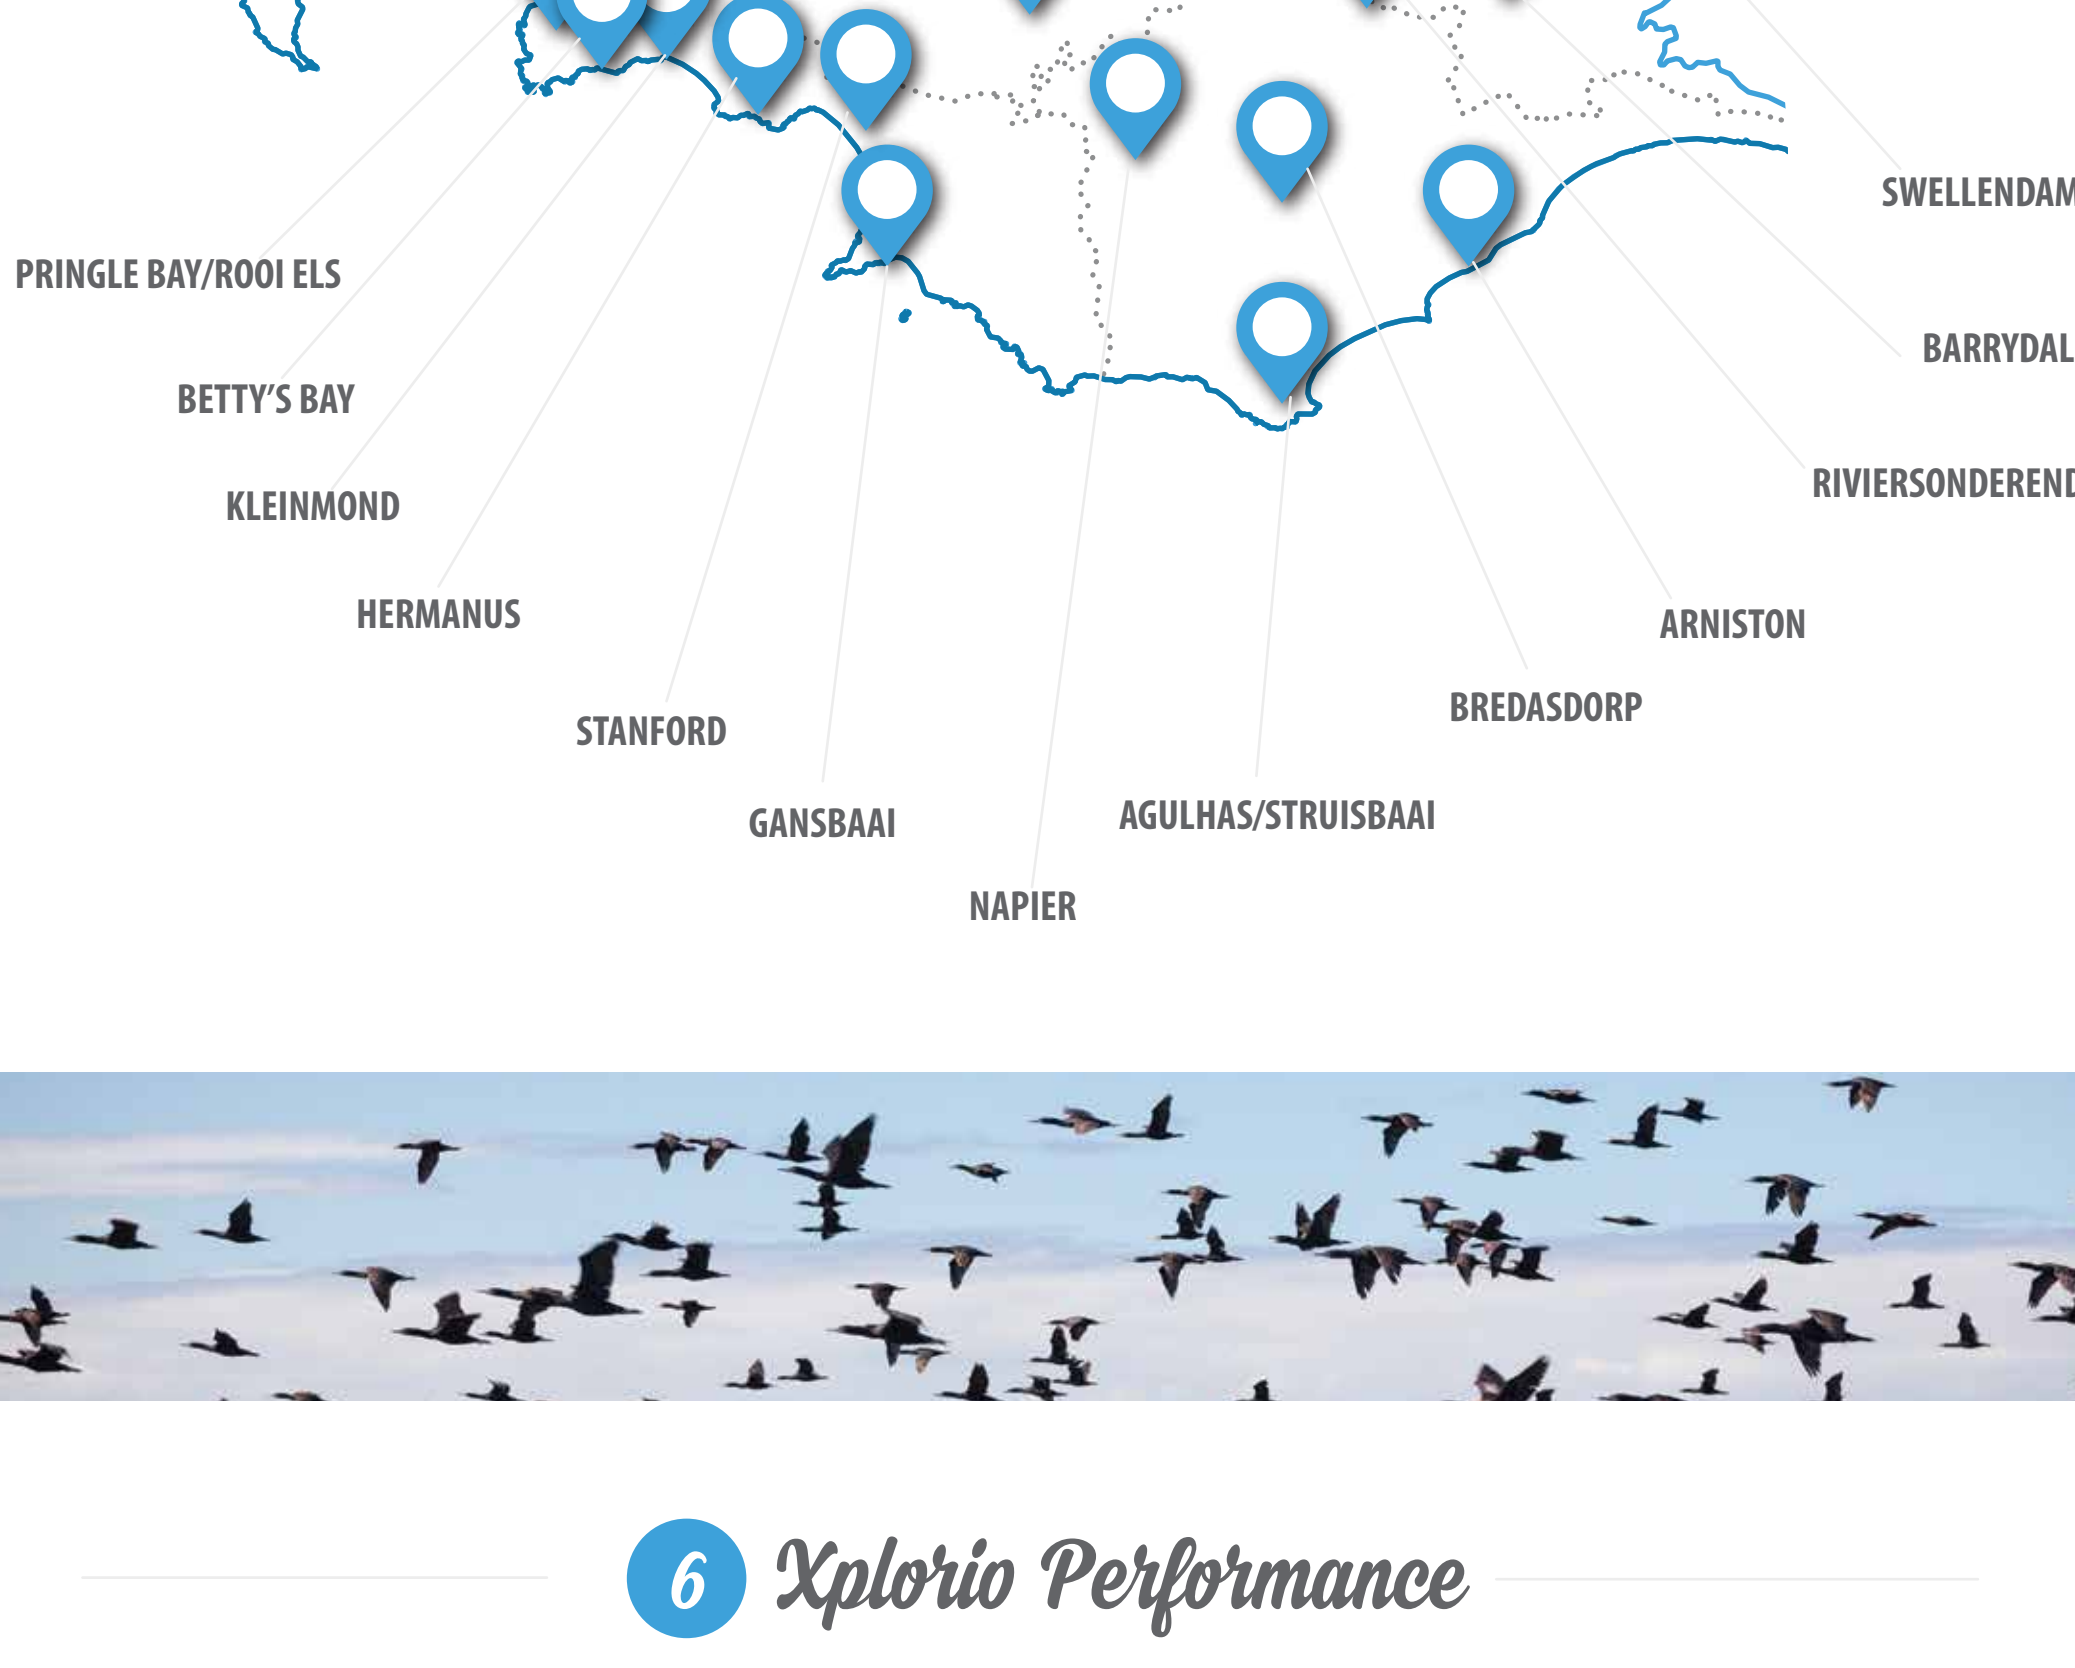 SWELLENDAM
PRINGLE BAY/ROOI ELS
BARRYDAL
BETTY'S BAY
RIVIERSONDEREND
KLEINMOND
HERMANUS
ARNISTON
BREDASDORP
STANFORD
AGULHAS/STRUISBAAI
GANSBAAI
NAPIER
6 Xplorio Performance